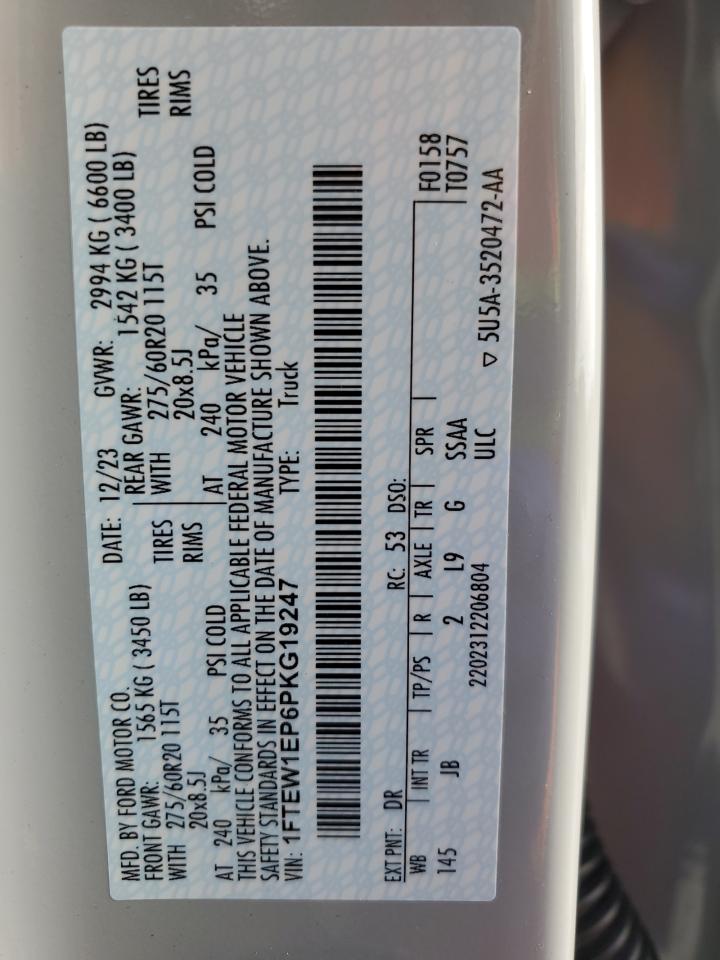 MFD. BY FORD MOTOR CO.
DATE: 12/23 GVWR: 2994 KG ( 6600 LB)
FRONT GAWR: 1565 KG ( 3450 LB) REAR GAWR: 1542 KG ( 3400 LB)
WITH 275/60R20 115T TIRES WITH 275/60R20 115T TIRES
20x8.5J RIMS 20x8.5J RIMS
AT 240 kPa/ 35 PSI COLD AT 240 kPa/ 35 PSI COLD
THIS VEHICLE CONFORMS TO ALL APPLICABLE FEDERAL MOTOR VEHICLE
SAFETY STANDARDS IN EFFECT ON THE DATE OF MANUFACTURE SHOWN ABOVE.
VIN: 1FTEW1EP6PKG19247 TYPE: Truck
EXT PNT: DR RC: 53 DSO: F0158
WB INT TR TP/PS R AXLE TR SPR T0757
145 JB 2 L9 G SSAA
2202312206804 ULC ▽ 5U5A-3520472-AA